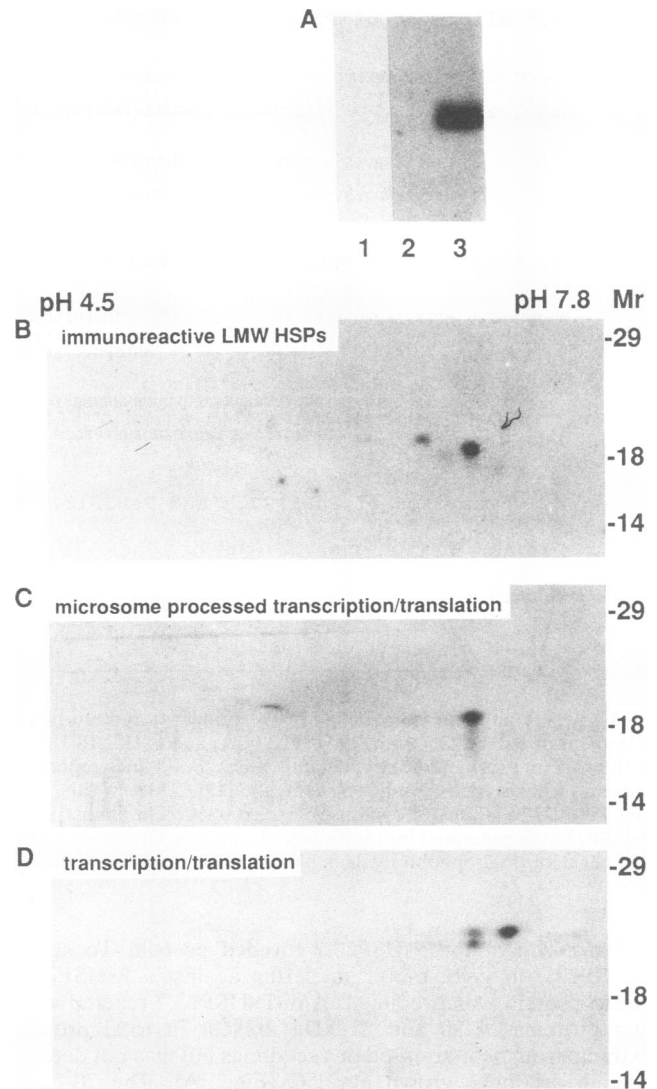 A
1 2 3
pH 4.5 pH 7.8 Mr
B immunoreactive LMW HSPs -29
-18
-14
C microsome processed transcription/translation -29
-18
-14
D transcription/translation -29
-18
-14